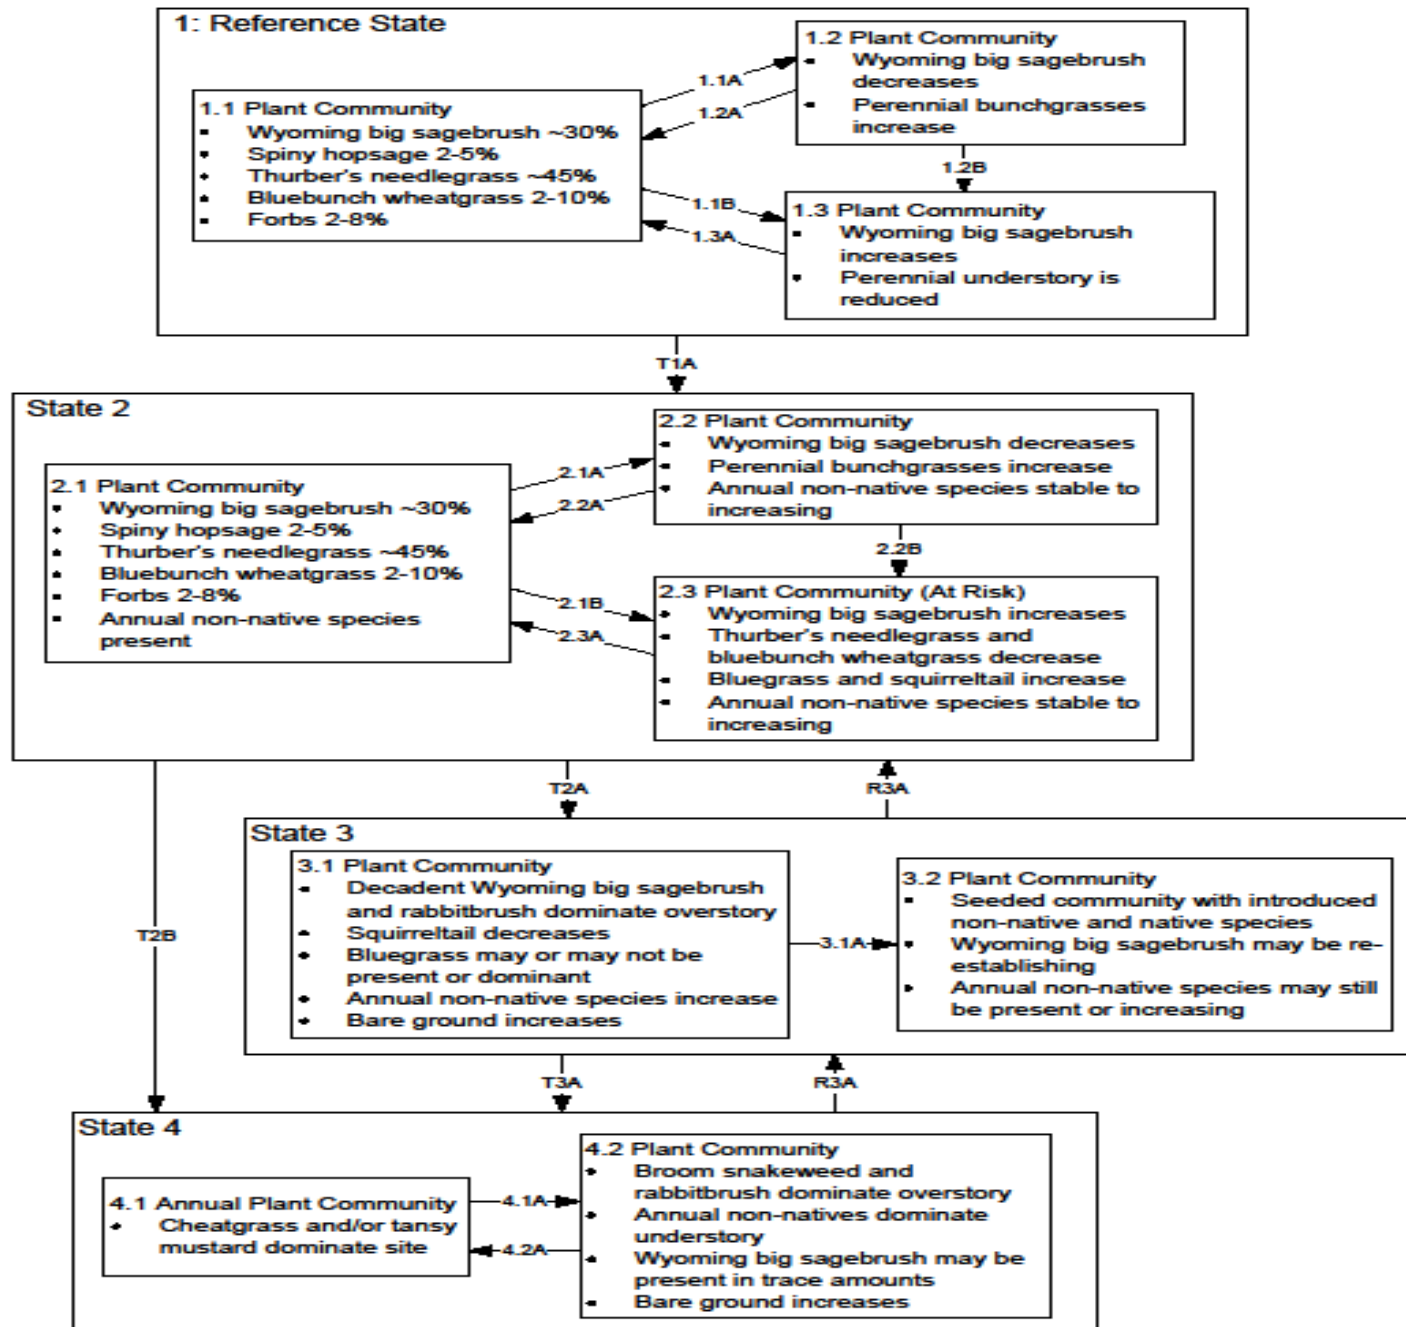 1: Reference State
1.1 Plant Community
Wyoming big sagebrush ~30%
Spiny hopsage 2-5%
Thurber's needlegrass ~45%
Bluebunch wheatgrass 2-10%
Forbs 2-8%
1.1A
1.2A
1.1B
1.3A
1.2 Plant Community
Wyoming big sagebrush
decreases
Perennial bunchgrasses
increase
1.2B
1.3 Plant Community
Wyoming big sagebrush
increases
Perennial understory is
reduced
T1A
State 2
2.1 Plant Community
Wyoming big sagebrush ~30%
Spiny hopsage 2-5%
Thurber's needlegrass ~45%
Bluebunch wheatgrass 2-10%
Forbs 2-8%
Annual non-native species
present
2.1A
2.2A
2.1B
2.3A
2.2 Plant Community
Wyoming big sagebrush decreases
Perennial bunchgrasses increase
Annual non-native species stable to
increasing
2.2B
2.3 Plant Community (At Risk)
Wyoming big sagebrush increases
Thurber's needlegrass and
bluebunch wheatgrass decrease
Bluegrass and squirreltail increase
Annual non-native species stable to
increasing
T2A
R3A
T2B
State 3
3.1 Plant Community
Decadent Wyoming big sagebrush
and rabbitbrush dominate overstory
Squirreltail decreases
Bluegrass may or may not be
present or dominant
Annual non-native species increase
Bare ground increases
3.1A
3.2 Plant Community
Seeded community with introduced
non-native and native species
Wyoming big sagebrush may be re-
establishing
Annual non-native species may still
be present or increasing
T3A
R3A
State 4
4.1 Annual Plant Community
Cheatgrass and/or tansy
mustard dominate site
4.1A
4.2A
4.2 Plant Community
Broom snakeweed and
rabbitbrush dominate overstory
Annual non-natives dominate
understory
Wyoming big sagebrush may be
present in trace amounts
Bare ground increases